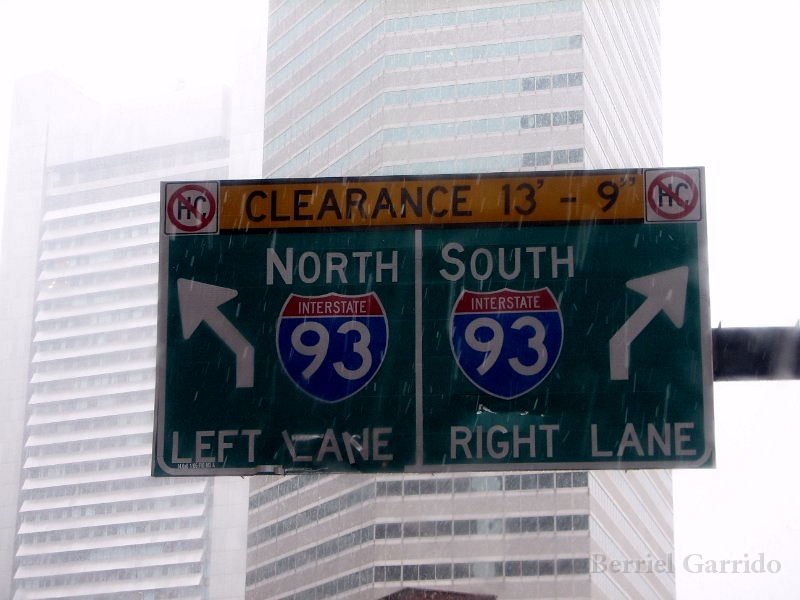 HC CLEARANCE 13' - 9" HC
NORTH
INTERSTATE
93
LEFT LANE
SOUTH
INTERSTATE
93
RIGHT LANE
Berriel Garrido